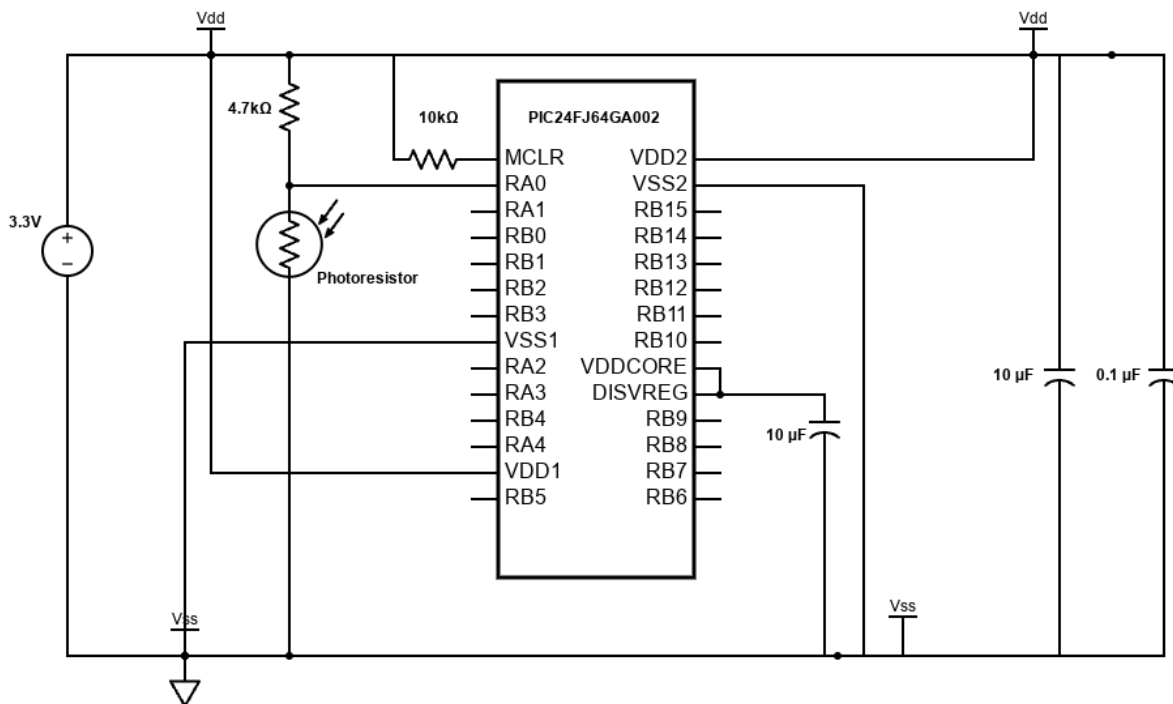 Vdd
Vdd
4.7kΩ
10kΩ
PIC24FJ64GA002
MCLR
VDD2
RA0
VSS2
3.3V
RA1
RB15
RB0
RB14
RB1
RB13
Photoresistor
RB2
RB12
RB3
RB11
VSS1
RB10
RA2
VDDCORE
10 µF
0.1 µF
RA3
DISVREG
RB4
RB9
10 µF
RA4
RB8
VDD1
RB7
RB5
RB6
Vss
Vss